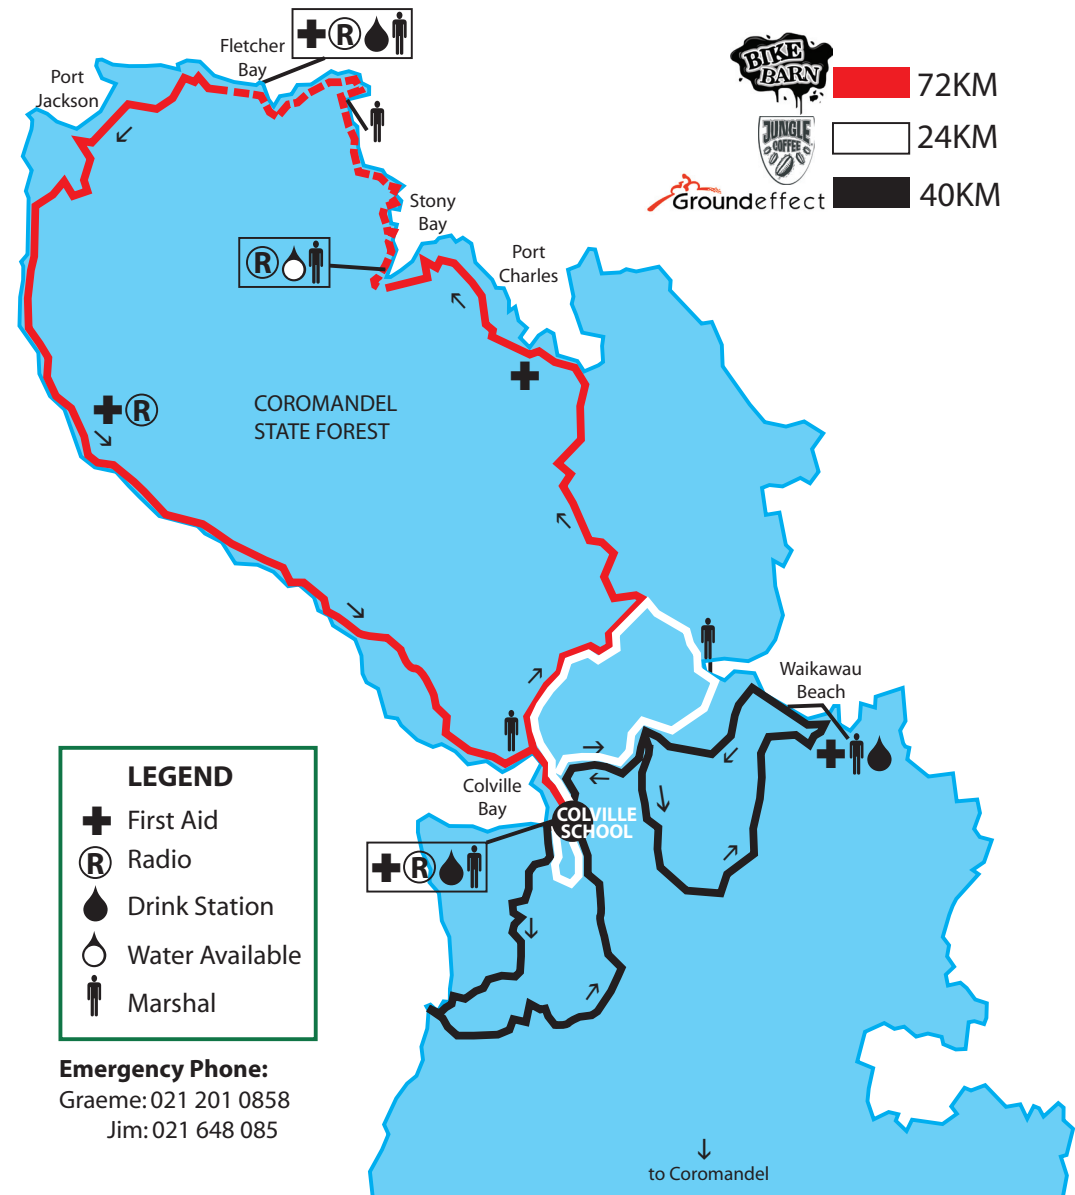 Fletcher
Bay
R
Port
Jackson
BIKE
BARN
72KM
JUNGLE
COFFEE
24KM
Groundeffect
40KM
Stony
Bay
R
Port
Charles
R
COROMANDEL
STATE FOREST
Waikawau
Beach
Colville
Bay
COLVILLE
SCHOOL
R
LEGEND
First Aid
R Radio
Drink Station
Water Available
Marshal
Emergency Phone:
Graeme: 021 201 0858
Jim: 021 648 085
to Coromandel